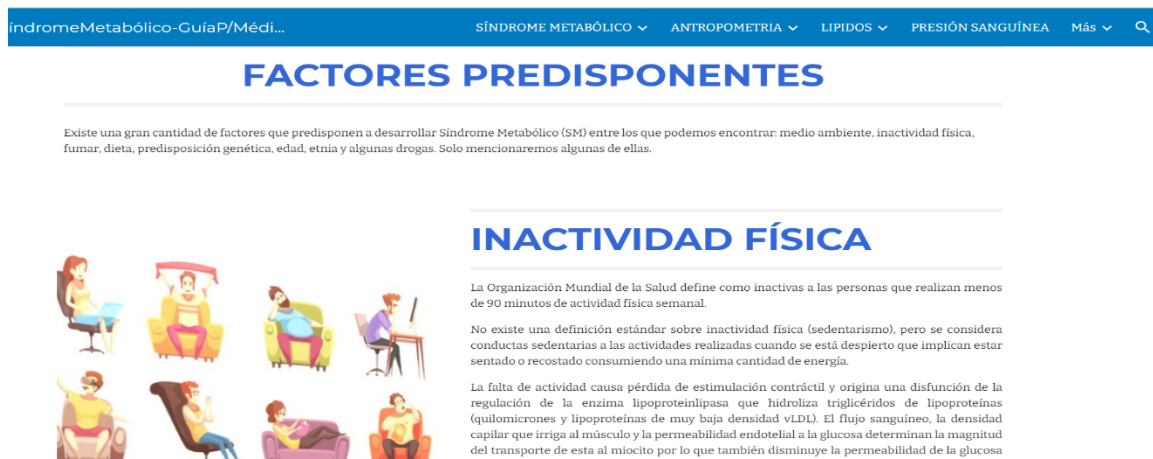 índromeMetabólico-GuíaP/Médi...
SÍNDROME METABÓLICO
ANTROPOMETRIA
LIPIDOS
PRESIÓN SANGUÍNEA
Más
FACTORES PREDISPONENTES
Existe una gran cantidad de factores que predisponen a desarrollar Síndrome Metabólico (SM) entre los que podemos encontrar: medio ambiente, inactividad física,
fumar, dieta, predisposición genética, edad, etnia y algunas drogas. Solo mencionaremos algunas de ellas.
INACTIVIDAD FÍSICA
La Organización Mundial de la Salud define como inactivas a las personas que realizan menos
de 90 minutos de actividad física semanal.
No existe una definición estándar sobre inactividad física (sedentarismo), pero se considera
conductas sedentarias a las actividades realizadas cuando se está despierto que implican estar
sentado o recostado consumiendo una mínima cantidad de energía.
La falta de actividad causa pérdida de estimulación contráctil y origina una disfunción de la
regulación de la enzima lipoproteinlipasa que hidroliza triglicéridos de lipoproteínas
(quilomicrones y lipoproteínas de muy baja densidad vLDL). El flujo sanguíneo, la densidad
capilar que irriga al músculo y la permeabilidad endotelial a la glucosa determinan la magnitud
del transporte de esta al miocito por lo que también disminuye la permeabilidad de la glucosa